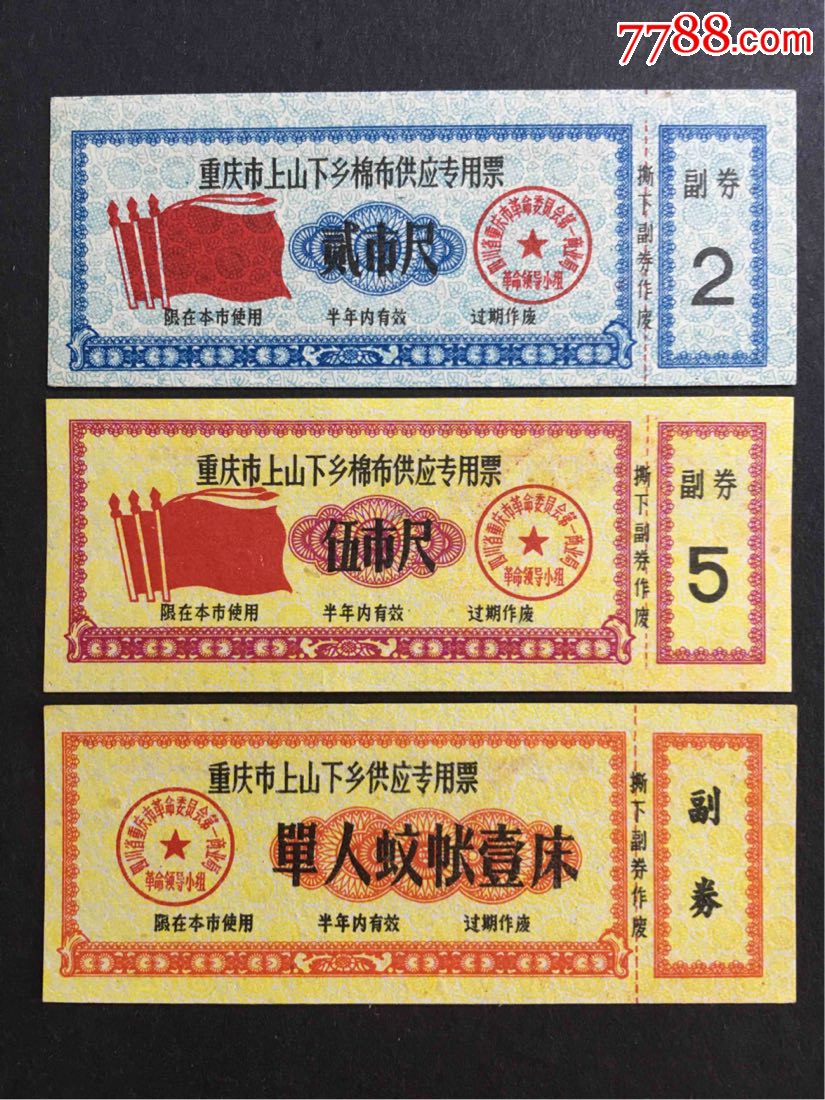 7788.com
重庆市上山下乡棉布供应专用票
贰市尺
四川省重庆市革命委员会第一商业局
革命领导小组
限在本市使用 半年内有效 过期作废
撕下副券作废
副券
2
重庆市上山下乡棉布供应专用票
伍市尺
四川省重庆市革命委员会第一商业局
革命领导小组
限在本市使用 半年内有效 过期作废
撕下副券作废
副券
5
重庆市上山下乡供应专用票
四川省重庆市革命委员会第一商业局
革命领导小组
單人蚊帐壹床
限在本市使用 半年内有效 过期作废
撕下副券作废
副券